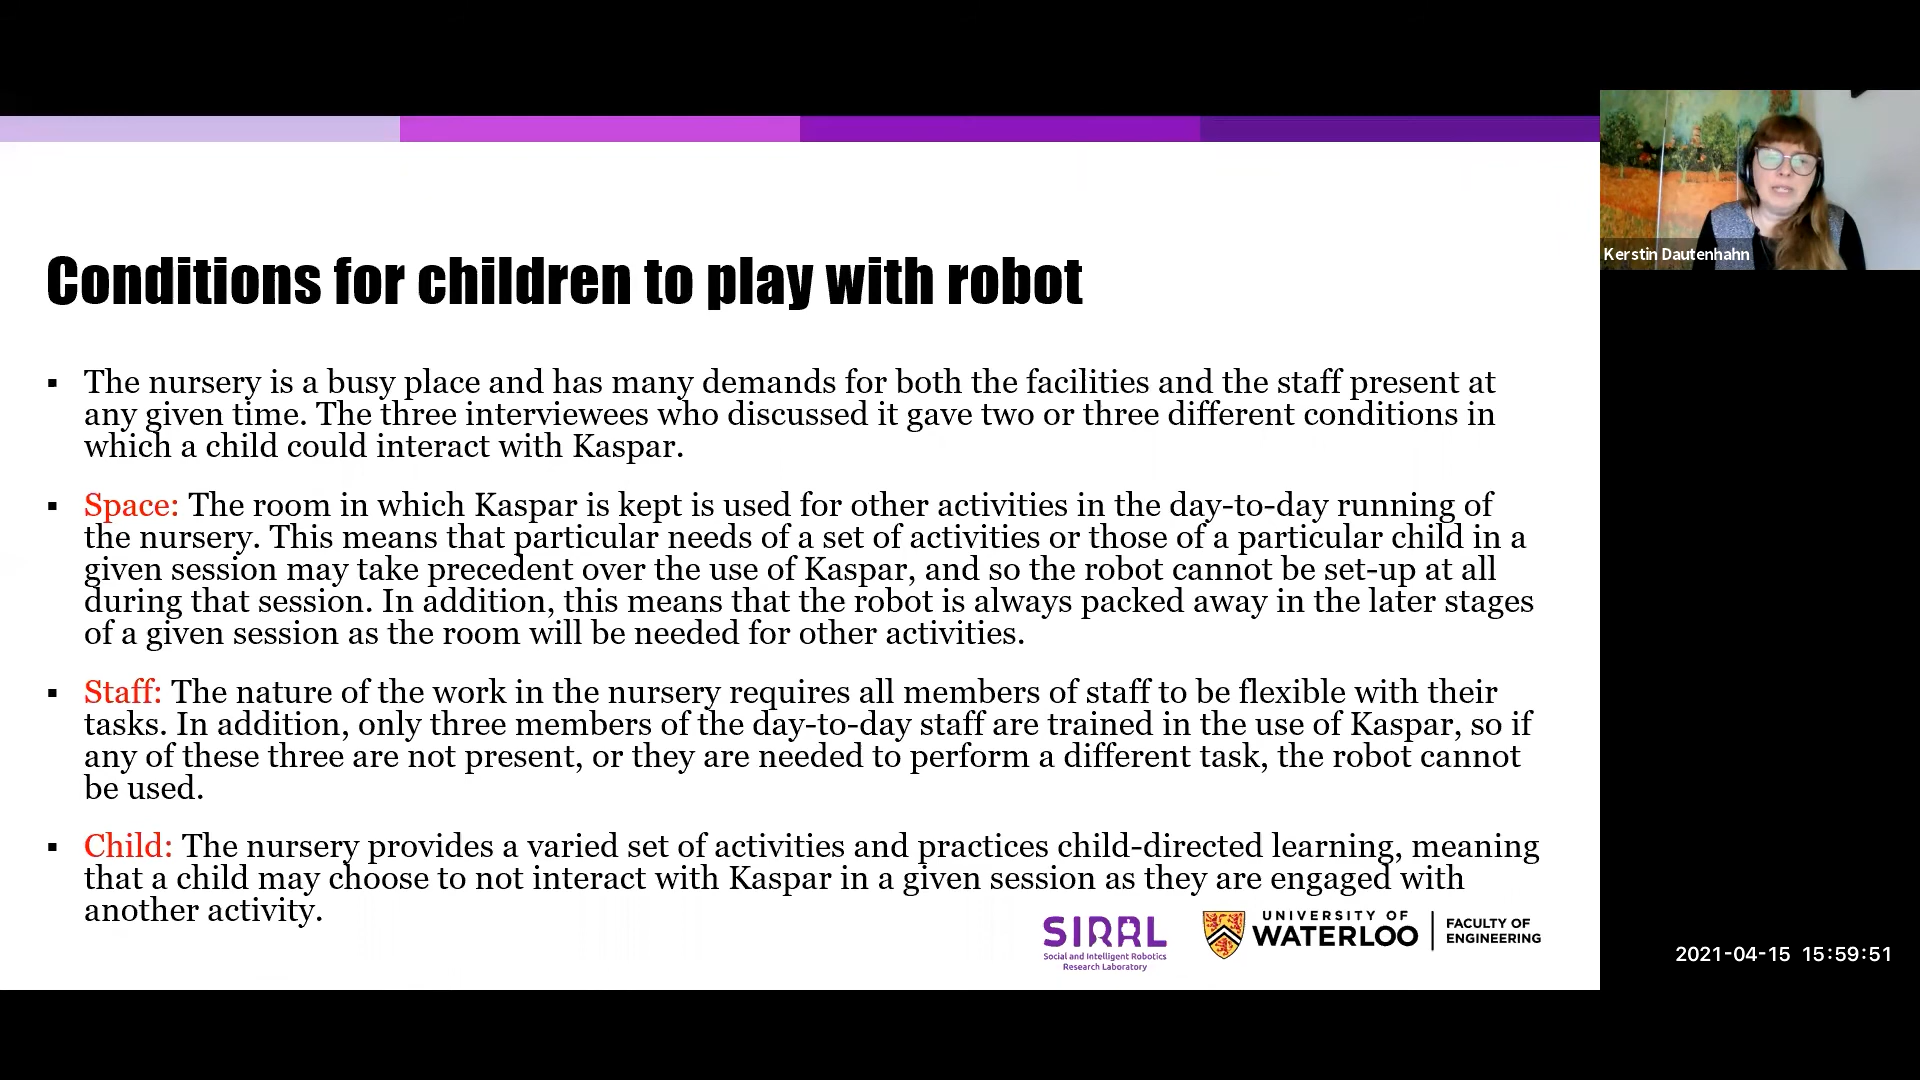 Conditions for children to play with robot
▪ The nursery is a busy place and has many demands for both the facilities and the staff present at
any given time. The three interviewees who discussed it gave two or three different conditions in
which a child could interact with Kaspar.
▪ Space: The room in which Kaspar is kept is used for other activities in the day-to-day running of
the nursery. This means that particular needs of a set of activities or those of a particular child in a
given session may take precedent over the use of Kaspar, and so the robot cannot be set-up at all
during that session. In addition, this means that the robot is always packed away in the later stages
of a given session as the room will be needed for other activities.
▪ Staff: The nature of the work in the nursery requires all members of staff to be flexible with their
tasks. In addition, only three members of the day-to-day staff are trained in the use of Kaspar, so if
any of these three are not present, or they are needed to perform a different task, the robot cannot
be used.
▪ Child: The nursery provides a varied set of activities and practices child-directed learning, meaning
that a child may choose to not interact with Kaspar in a given session as they are engaged with
another activity.
SIRRL
Social and Intelligent Robotics
Research Laboratory
UNIVERSITY OF
WATERLOO
FACULTY OF
ENGINEERING
Kerstin Dautenhahn
2021-04-15 15:59:51